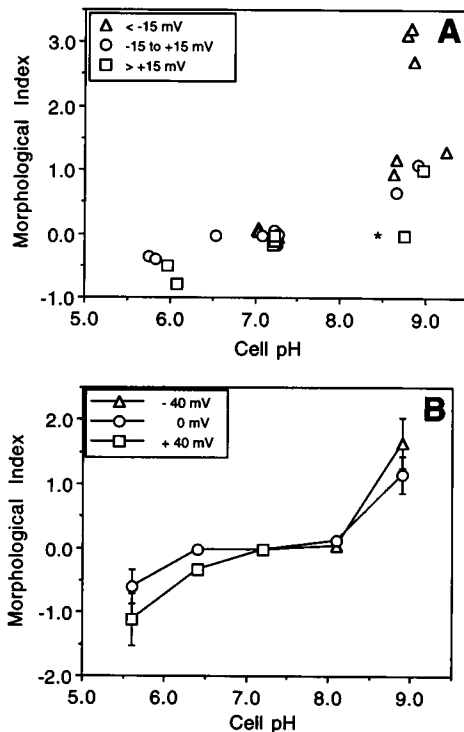 A
< -15 mV
-15 to +15 mV
> +15 mV
Morphological Index
3.0
2.0
1.0
0.0
-1.0
*
5.0 6.0 7.0 8.0 9.0
Cell pH
B
- 40 mV
0 mV
+ 40 mV
Morphological Index
2.0
1.0
0.0
-1.0
-2.0
5.0 6.0 7.0 8.0 9.0
Cell pH